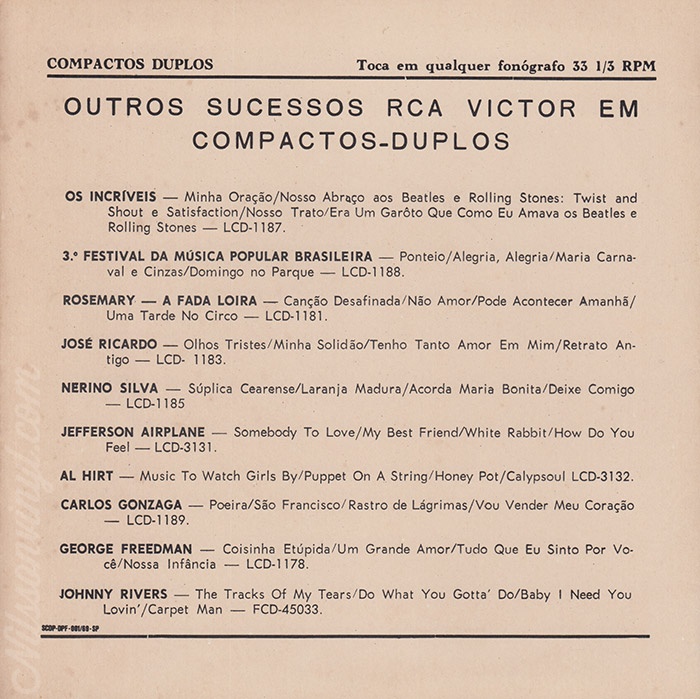 COMPACTOS DUPLOS Toca em qualquer fonógrafo 33 1/3 RPM
OUTROS SUCESSOS RCA VICTOR EM
COMPACTOS-DUPLOS
OS INCRÍVEIS — Minha Oração/Nosso Abraço aos Beatles e Rolling Stones: Twist and
Shout e Satisfaction/Nosso Trato/Era Um Garôto Que Como Eu Amava os Beatles e
Rolling Stones — LCD-1187.
3.º FESTIVAL DA MÚSICA POPULAR BRASILEIRA — Ponteio/Alegria, Alegria/Maria Carna-
val e Cinzas/Domingo no Parque — LCD-1188.
ROSEMARY — A FADA LOIRA — Canção Desafinada/Não Amor/Pode Acontecer Amanhã/
Uma Tarde No Circo — LCD-1181.
JOSÉ RICARDO — Olhos Tristes/Minha Solidão/Tenho Tanto Amor Em Mim/Retrato An-
tigo — LCD- 1183.
NERINO SILVA — Súplica Cearense/Laranja Madura/Acorda Maria Bonita/Deixe Comigo
— LCD-1185
JEFFERSON AIRPLANE — Somebody To Love/My Best Friend/White Rabbit/How Do You
Feel — LCD-3131.
AL HIRT — Music To Watch Girls By/Puppet On A String/Honey Pot/Calypsoul LCD-3132.
CARLOS GONZAGA — Poeira/São Francisco/Rastro de Lágrimas/Vou Vender Meu Coração
— LCD-1189.
GEORGE FREEDMAN — Coisinha Etúpida/Um Grande Amor/Tudo Que Eu Sinto Por Vo-
cê/Nossa Infância — LCD-1178.
JOHNNY RIVERS — The Tracks Of My Tears/Do What You Gotta' Do/Baby I Need You
Lovin'/Carpet Man — FCD-45033.
SCDP-DPF-001/68-SP